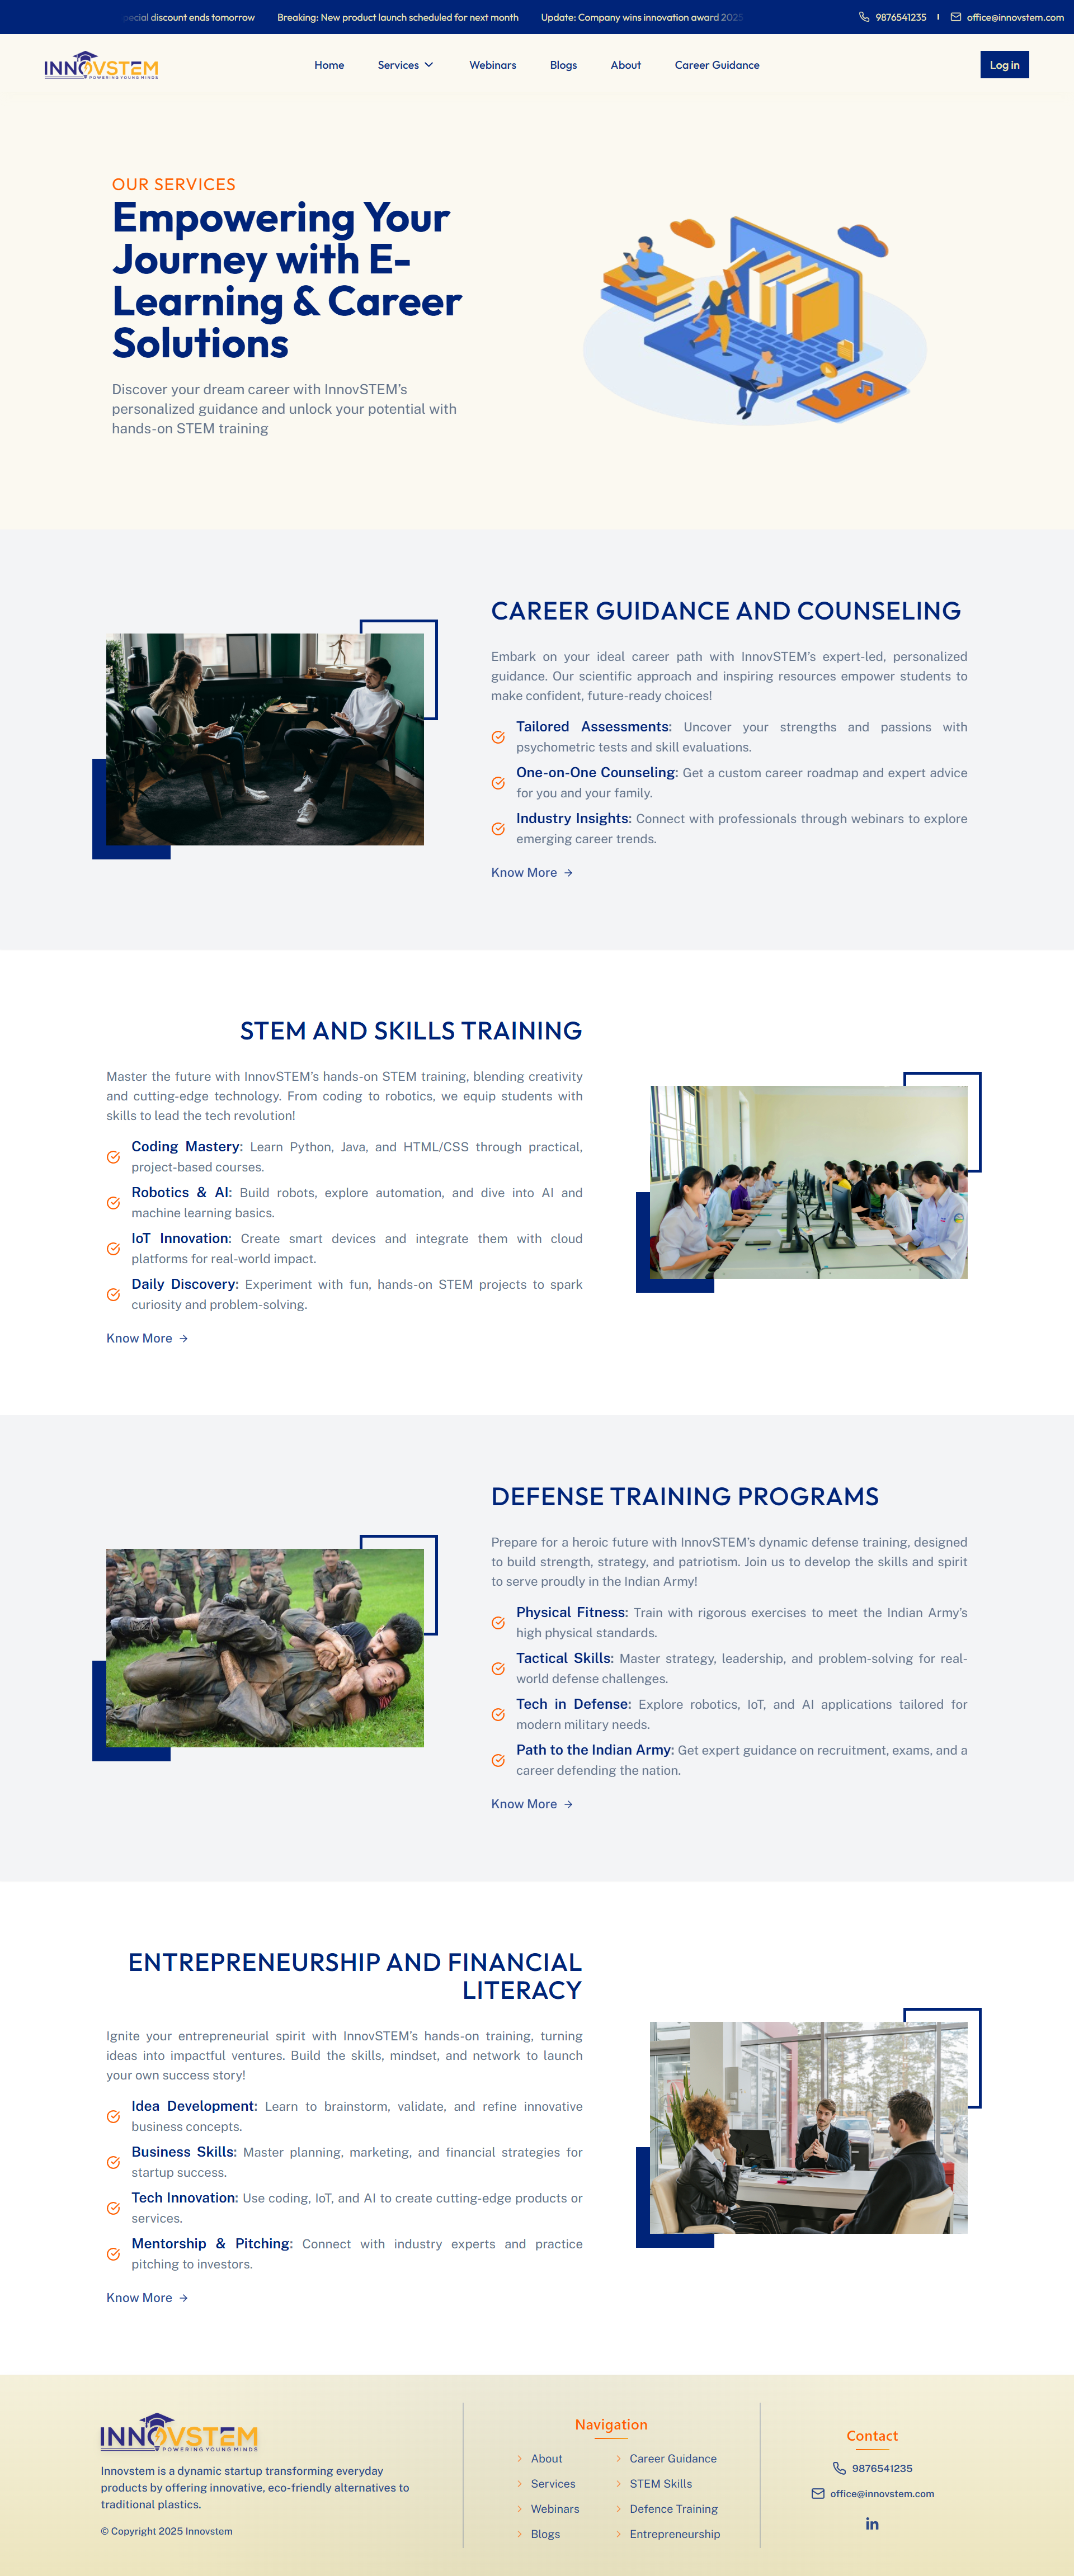 discount ends tomorrow
Breaking: New product launch scheduled for next month
Update: Company wins innovation award 2025
9876541235
office@innovstem.com
INNOVSTEM
POWERING YOUNG MINDS
Home
Services
Webinars
Blogs
About
Career Guidance
Log in
OUR SERVICES
Empowering Your
Journey with E-
Learning & Career
Solutions
Discover your dream career with InnovSTEM's
personalized guidance and unlock your potential with
hands-on STEM training
CAREER GUIDANCE AND COUNSELING
Embark on your ideal career path with InnovSTEM's expert-led, personalized
guidance. Our scientific approach and inspiring resources empower students to
make confident, future-ready choices!
Tailored Assessments: Uncover your strengths and passions with
psychometric tests and skill evaluations.
One-on-One Counseling: Get a custom career roadmap and expert advice
for you and your family.
Industry Insights: Connect with professionals through webinars to explore
emerging career trends.
Know More
STEM AND SKILLS TRAINING
Master the future with InnovSTEM's hands-on STEM training, blending creativity
and cutting-edge technology. From coding to robotics, we equip students with
skills to lead the tech revolution!
Coding Mastery: Learn Python, Java, and HTML/CSS through practical,
project-based courses.
Robotics & AI: Build robots, explore automation, and dive into AI and
machine learning basics.
IoT Innovation: Create smart devices and integrate them with cloud
platforms for real-world impact.
Daily Discovery: Experiment with fun, hands-on STEM projects to spark
curiosity and problem-solving.
Know More
DEFENSE TRAINING PROGRAMS
Prepare for a heroic future with InnovSTEM's dynamic defense training, designed
to build strength, strategy, and patriotism. Join us to develop the skills and spirit
to serve proudly in the Indian Army!
Physical Fitness: Train with rigorous exercises to meet the Indian Army's
high physical standards.
Tactical Skills: Master strategy, leadership, and problem-solving for real-
world defense challenges.
Tech in Defense: Explore robotics, IoT, and AI applications tailored for
modern military needs.
Path to the Indian Army: Get expert guidance on recruitment, exams, and a
career defending the nation.
Know More
ENTREPRENEURSHIP AND FINANCIAL
LITERACY
Ignite your entrepreneurial spirit with InnovSTEM's hands-on training, turning
ideas into impactful ventures. Build the skills, mindset, and network to launch
your own success story!
Idea Development: Learn to brainstorm, validate, and refine innovative
business concepts.
Business Skills: Master planning, marketing, and financial strategies for
startup success.
Tech Innovation: Use coding, IoT, and AI to create cutting-edge products or
services.
Mentorship & Pitching: Connect with industry experts and practice
pitching to investors.
Know More
INNOVSTEM
POWERING YOUNG MINDS
Innovstem is a dynamic startup transforming everyday
products by offering innovative, eco-friendly alternatives to
traditional plastics.
© Copyright 2025 Innovstem
Navigation
About
Services
Webinars
Blogs
Career Guidance
STEM Skills
Defence Training
Entrepreneurship
Contact
9876541235
office@innovstem.com
in